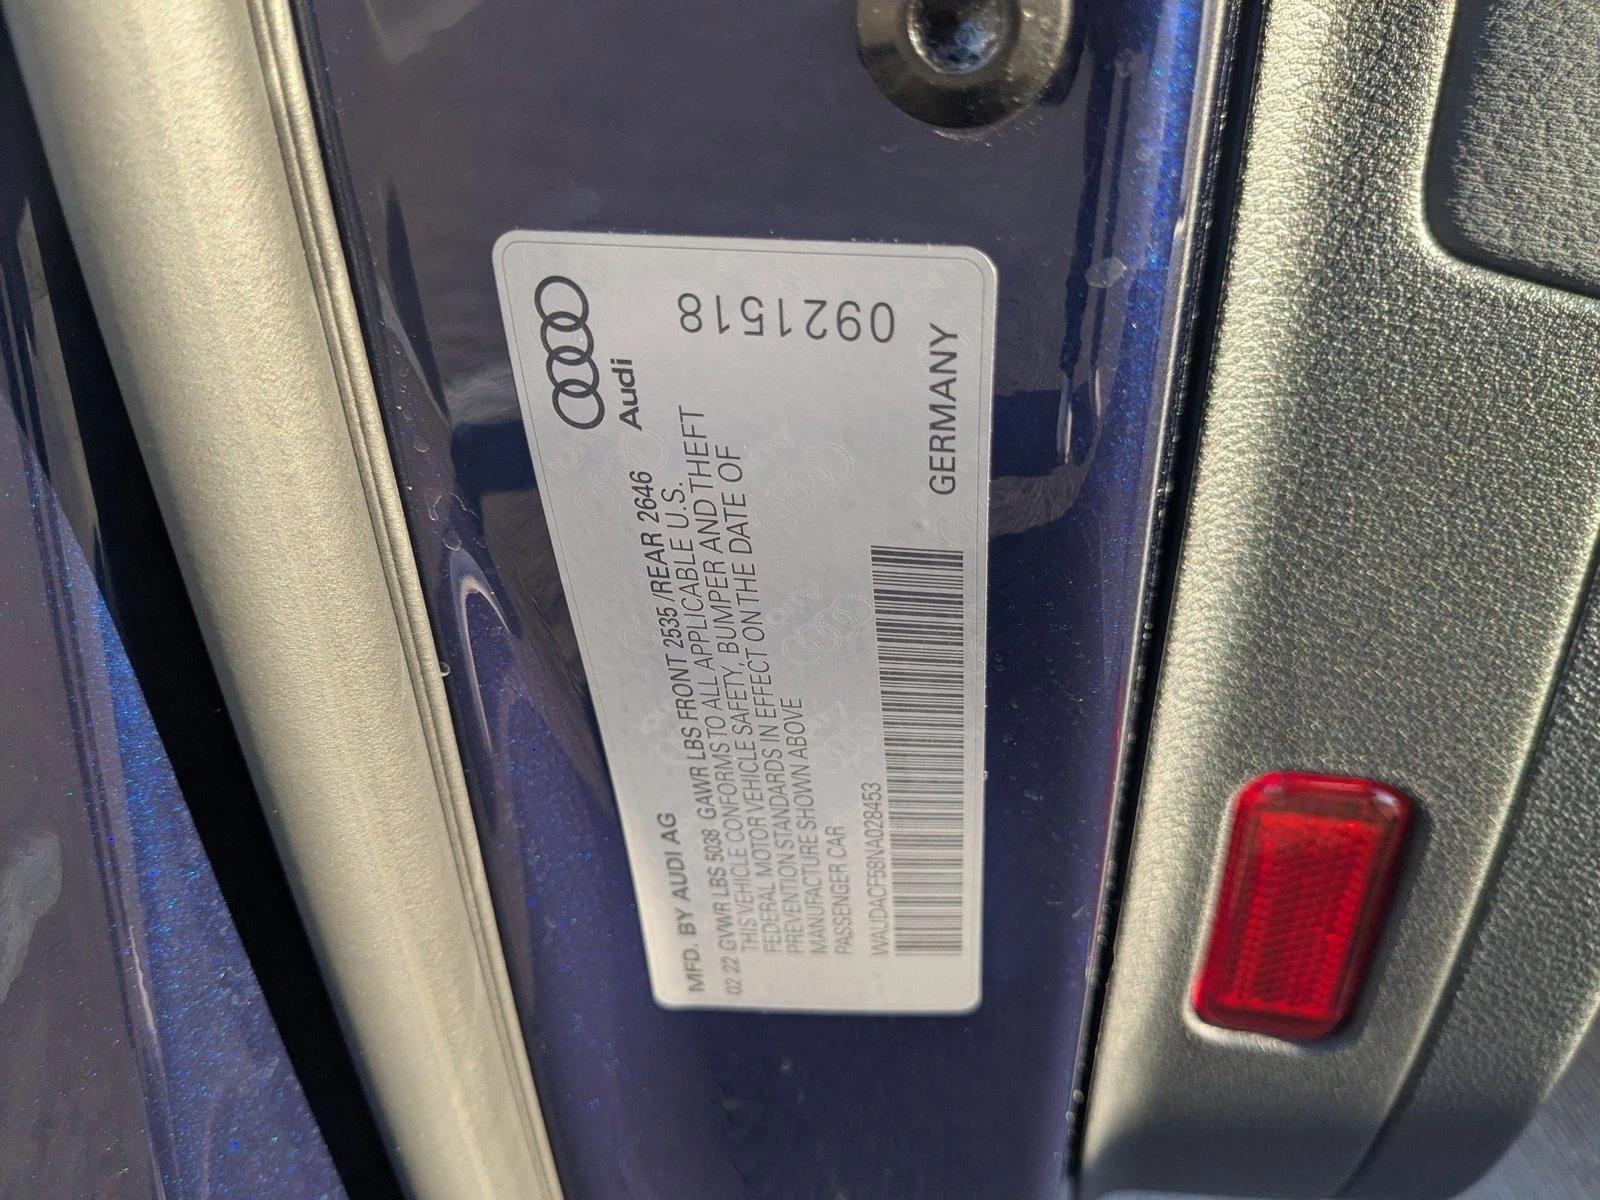 Audi
MFD. BY AUDI AG
02 22 GVWR LBS 5038 GAWR LBS FRONT 2535 /REAR 2646
THIS VEHICLE CONFORMS TO ALL APPLICABLE U.S.
FEDERAL MOTOR VEHICLE SAFETY, BUMPER AND THEFT
PREVENTION STANDARDS IN EFFECT ON THE DATE OF
MANUFACTURE SHOWN ABOVE
PASSENGER CAR
WAUDACF58NA028453
GERMANY
0921518